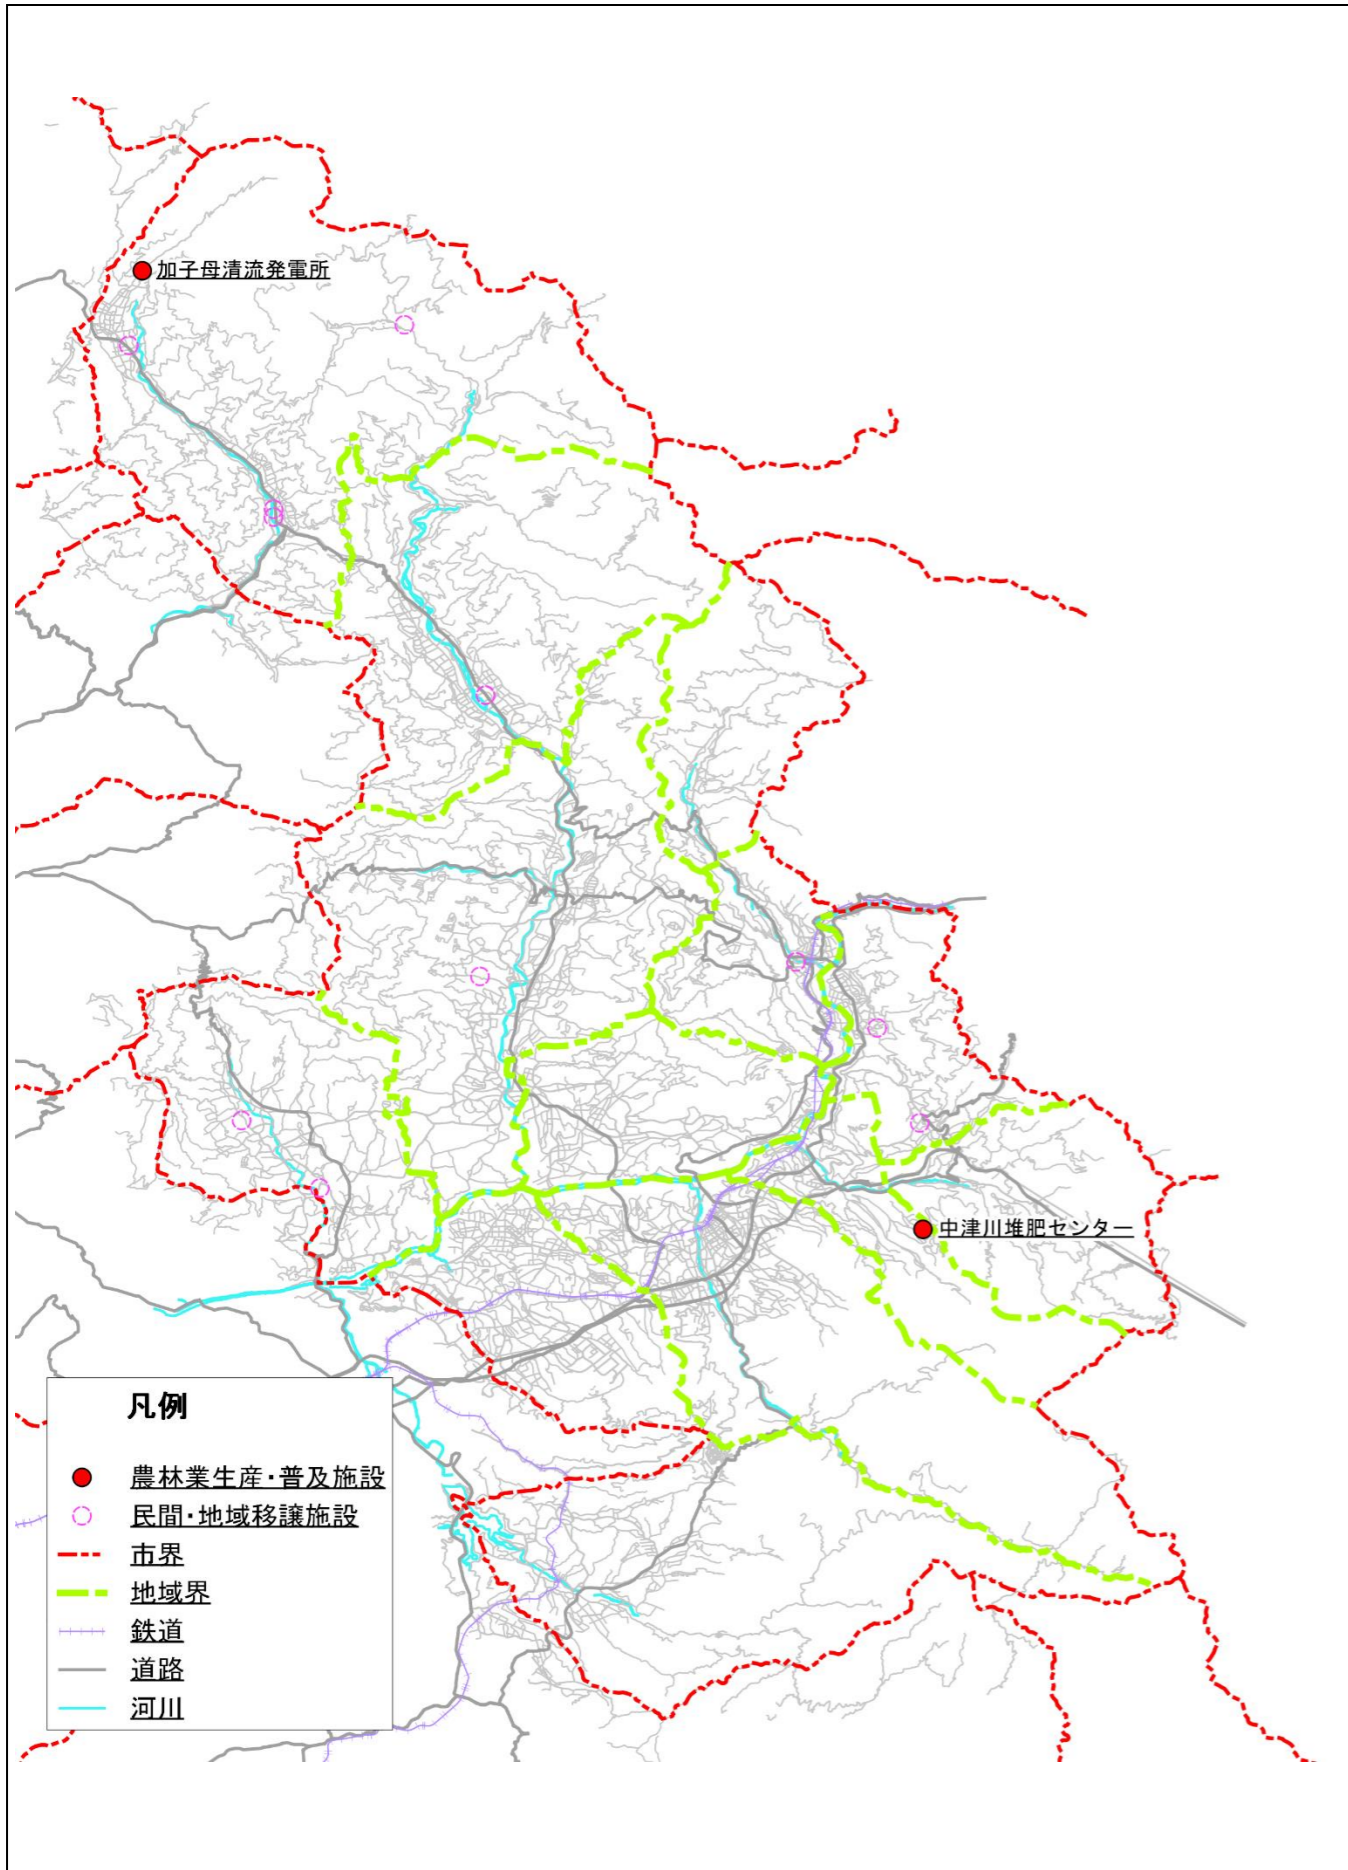 加子母清流発電所
中津川堆肥センター
凡例
農林業生産・普及施設
民間・地域移譲施設
市界
地域界
鉄道
道路
河川